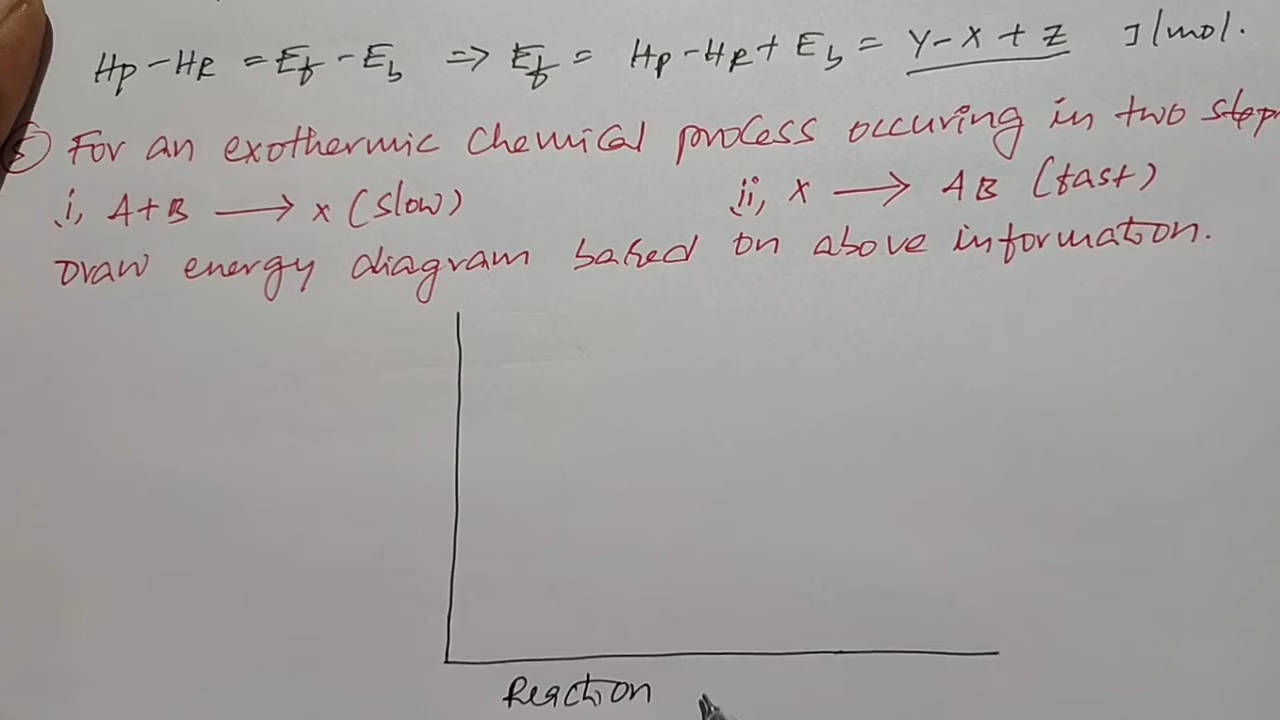 Hp - HR = Ef - Eb => Ef = Hp - HR + Eb = Y - X + Z J/mol.
5 For an exothermic chemical process occuring in two step
i, A+B → x (slow) ii, x → AB (fast)
Draw energy diagram based on above information.
Reaction